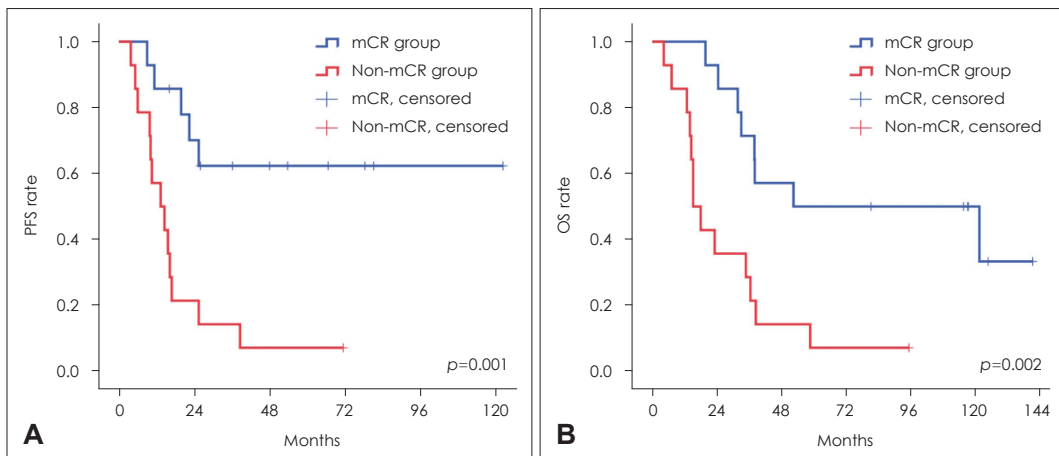 1.0
0.8
0.6
0.4
0.2
0.0
PFS rate
mCR group
Non-mCR group
mCR, censored
Non-mCR, censored
p=0.001
0 24 48 72 96 120
Months
A
1.0
0.8
0.6
0.4
0.2
0.0
OS rate
mCR group
Non-mCR group
mCR, censored
Non-mCR, censored
p=0.002
0 24 48 72 96 120 144
Months
B